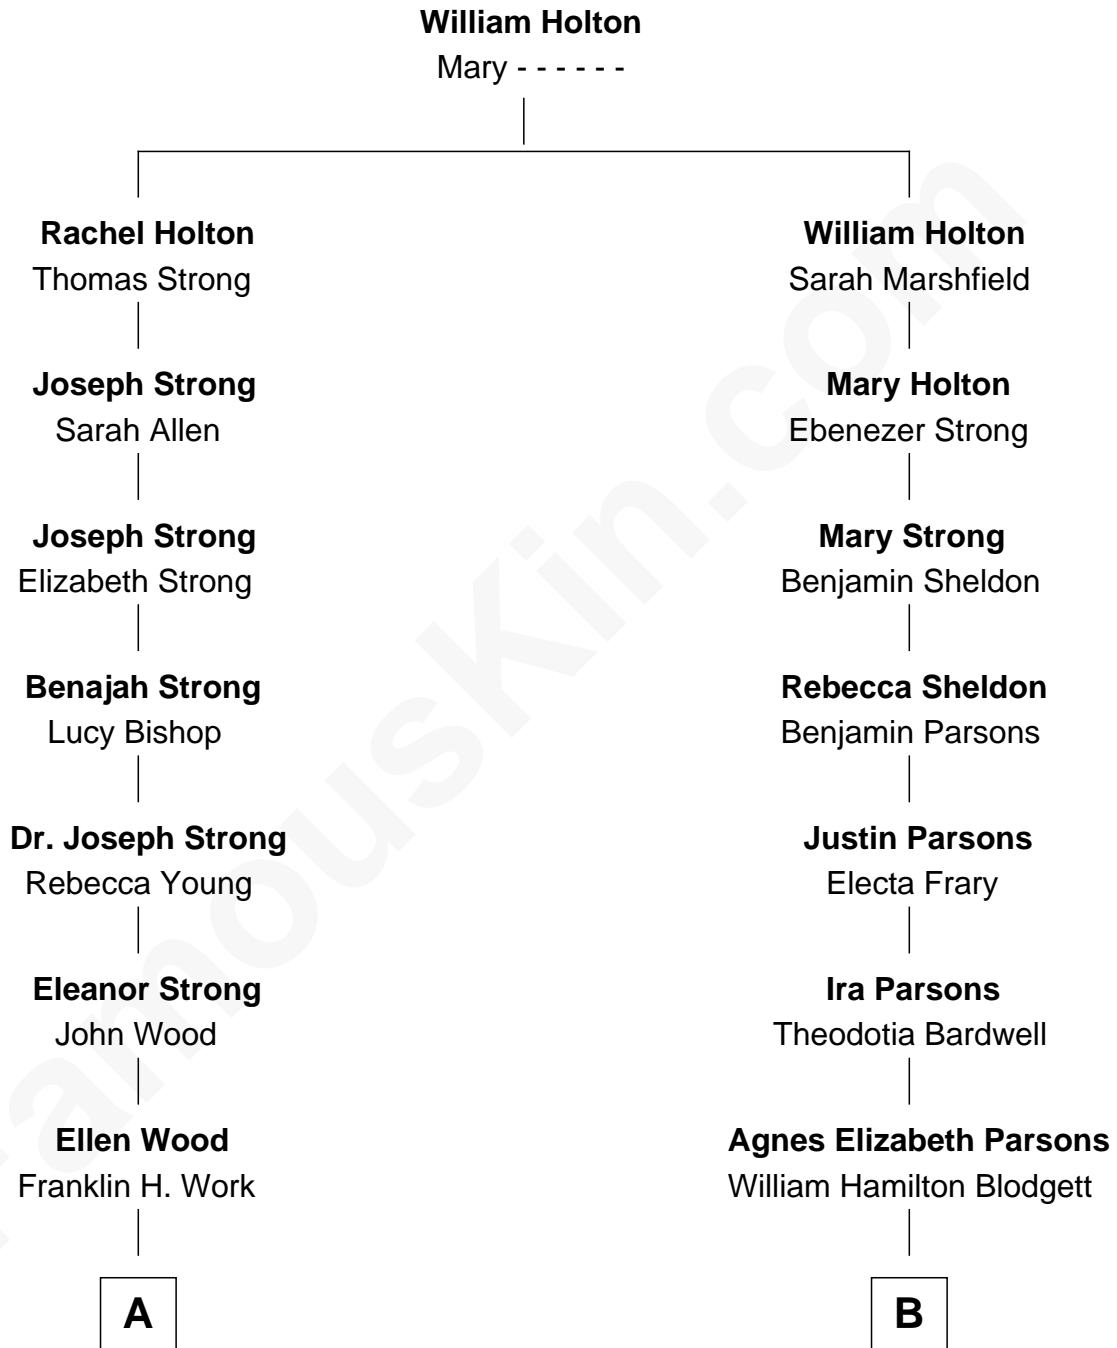 William Holton
Mary - - - - - -
Rachel Holton
Thomas Strong
William Holton
Sarah Marshfield
Joseph Strong
Sarah Allen
Mary Holton
Ebenezer Strong
Joseph Strong
Elizabeth Strong
Mary Strong
Benjamin Sheldon
Benajah Strong
Lucy Bishop
Rebecca Sheldon
Benjamin Parsons
Dr. Joseph Strong
Rebecca Young
Justin Parsons
Electa Frary
Eleanor Strong
John Wood
Ira Parsons
Theodotia Bardwell
Ellen Wood
Franklin H. Work
Agnes Elizabeth Parsons
William Hamilton Blodgett
A
B
FamousKin.com